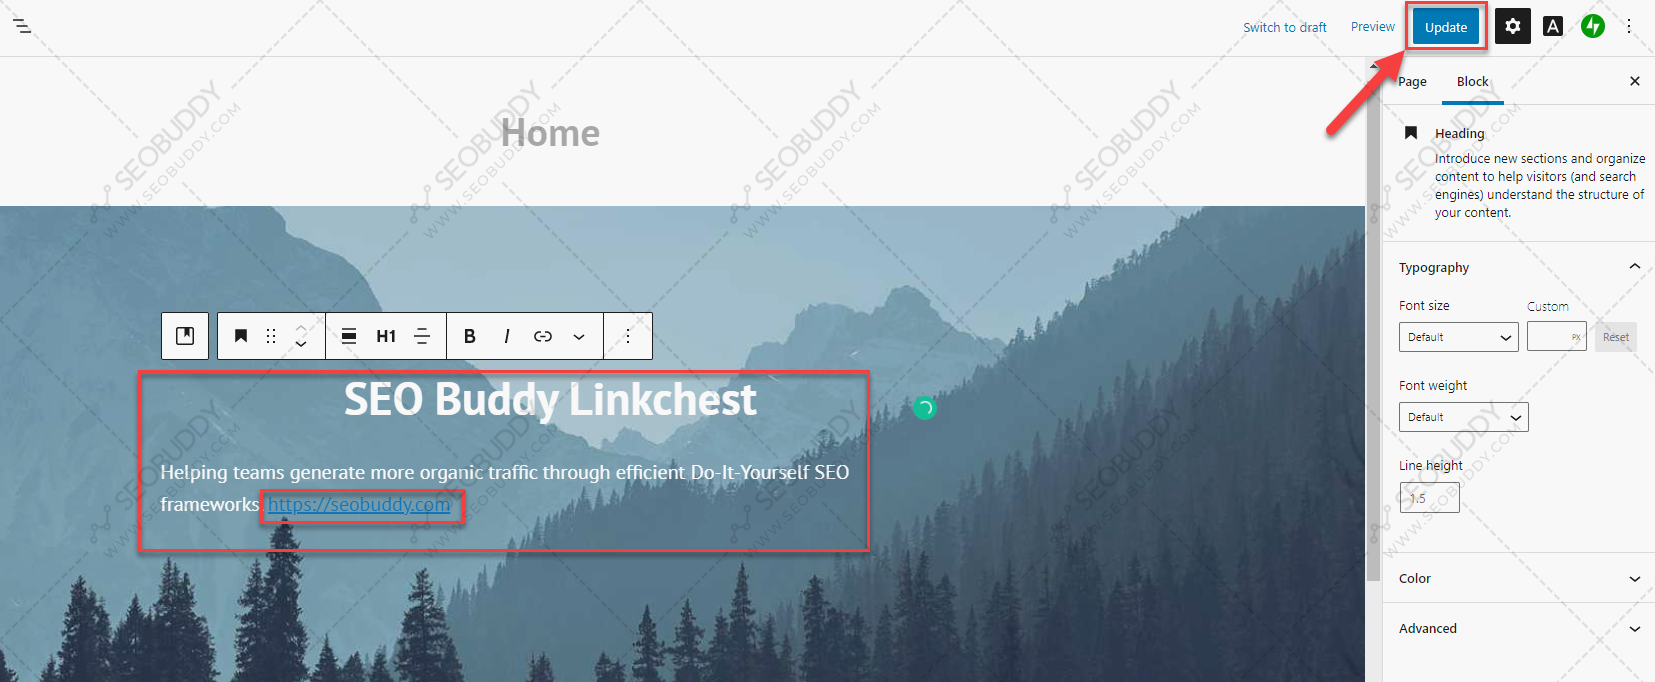 Switch to draft
Preview
Update
A
Page
Block
Home
Heading
Introduce new sections and organize
content to help visitors (and search
engines) understand the structure of
your content.
Typography
Font size
Custom
Default
PX
Reset
Font weight
Default
Line height
1.5
Color
Advanced
H1
B
I
SEO Buddy Linkchest
Helping teams generate more organic traffic through efficient Do-It-Yourself SEO
frameworks
https://seobuddy.com
SEOBUDDY
WWW.SEOBUDDY.COM